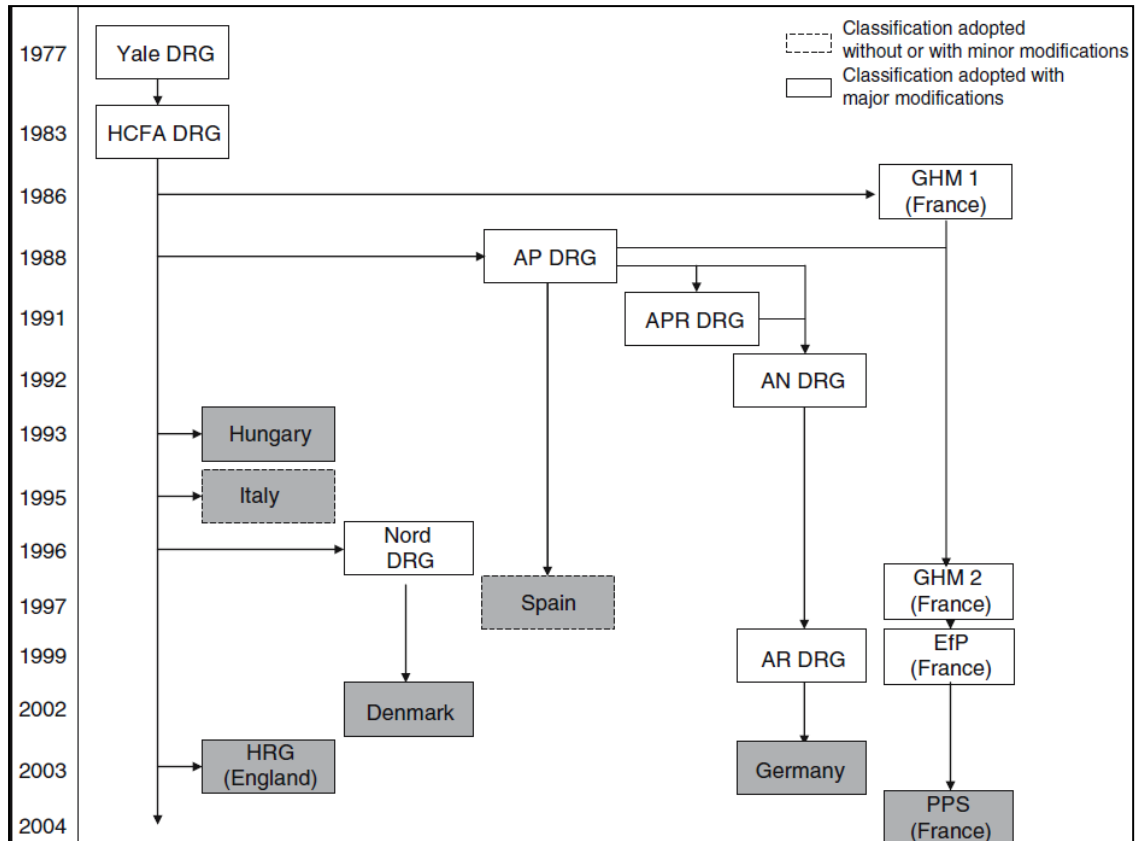 Classification adopted
without or with minor modifications
Classification adopted with
major modifications
1977
Yale DRG
1983
HCFA DRG
1986
GHM 1
(France)
1988
AP DRG
1991
APR DRG
1992
AN DRG
1993
Hungary
1995
Italy
1996
Nord
DRG
1997
Spain
GHM 2
(France)
1999
AR DRG
EfP
(France)
2002
Denmark
2003
HRG
(England)
Germany
2004
PPS
(France)